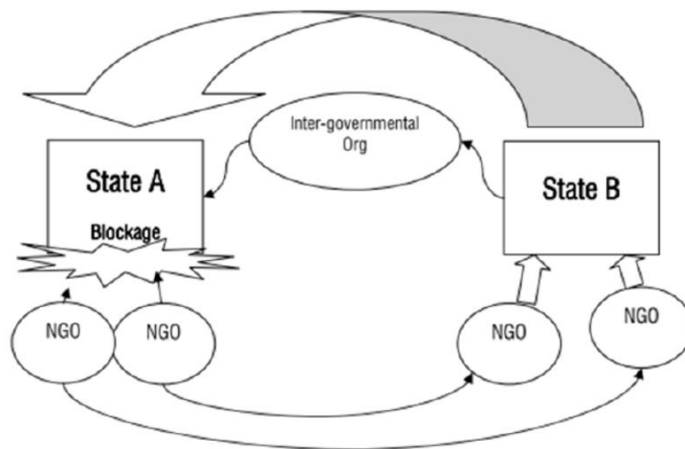 Inter-governmental
Org
State A
State B
Blockage
NGO
NGO
NGO
NGO